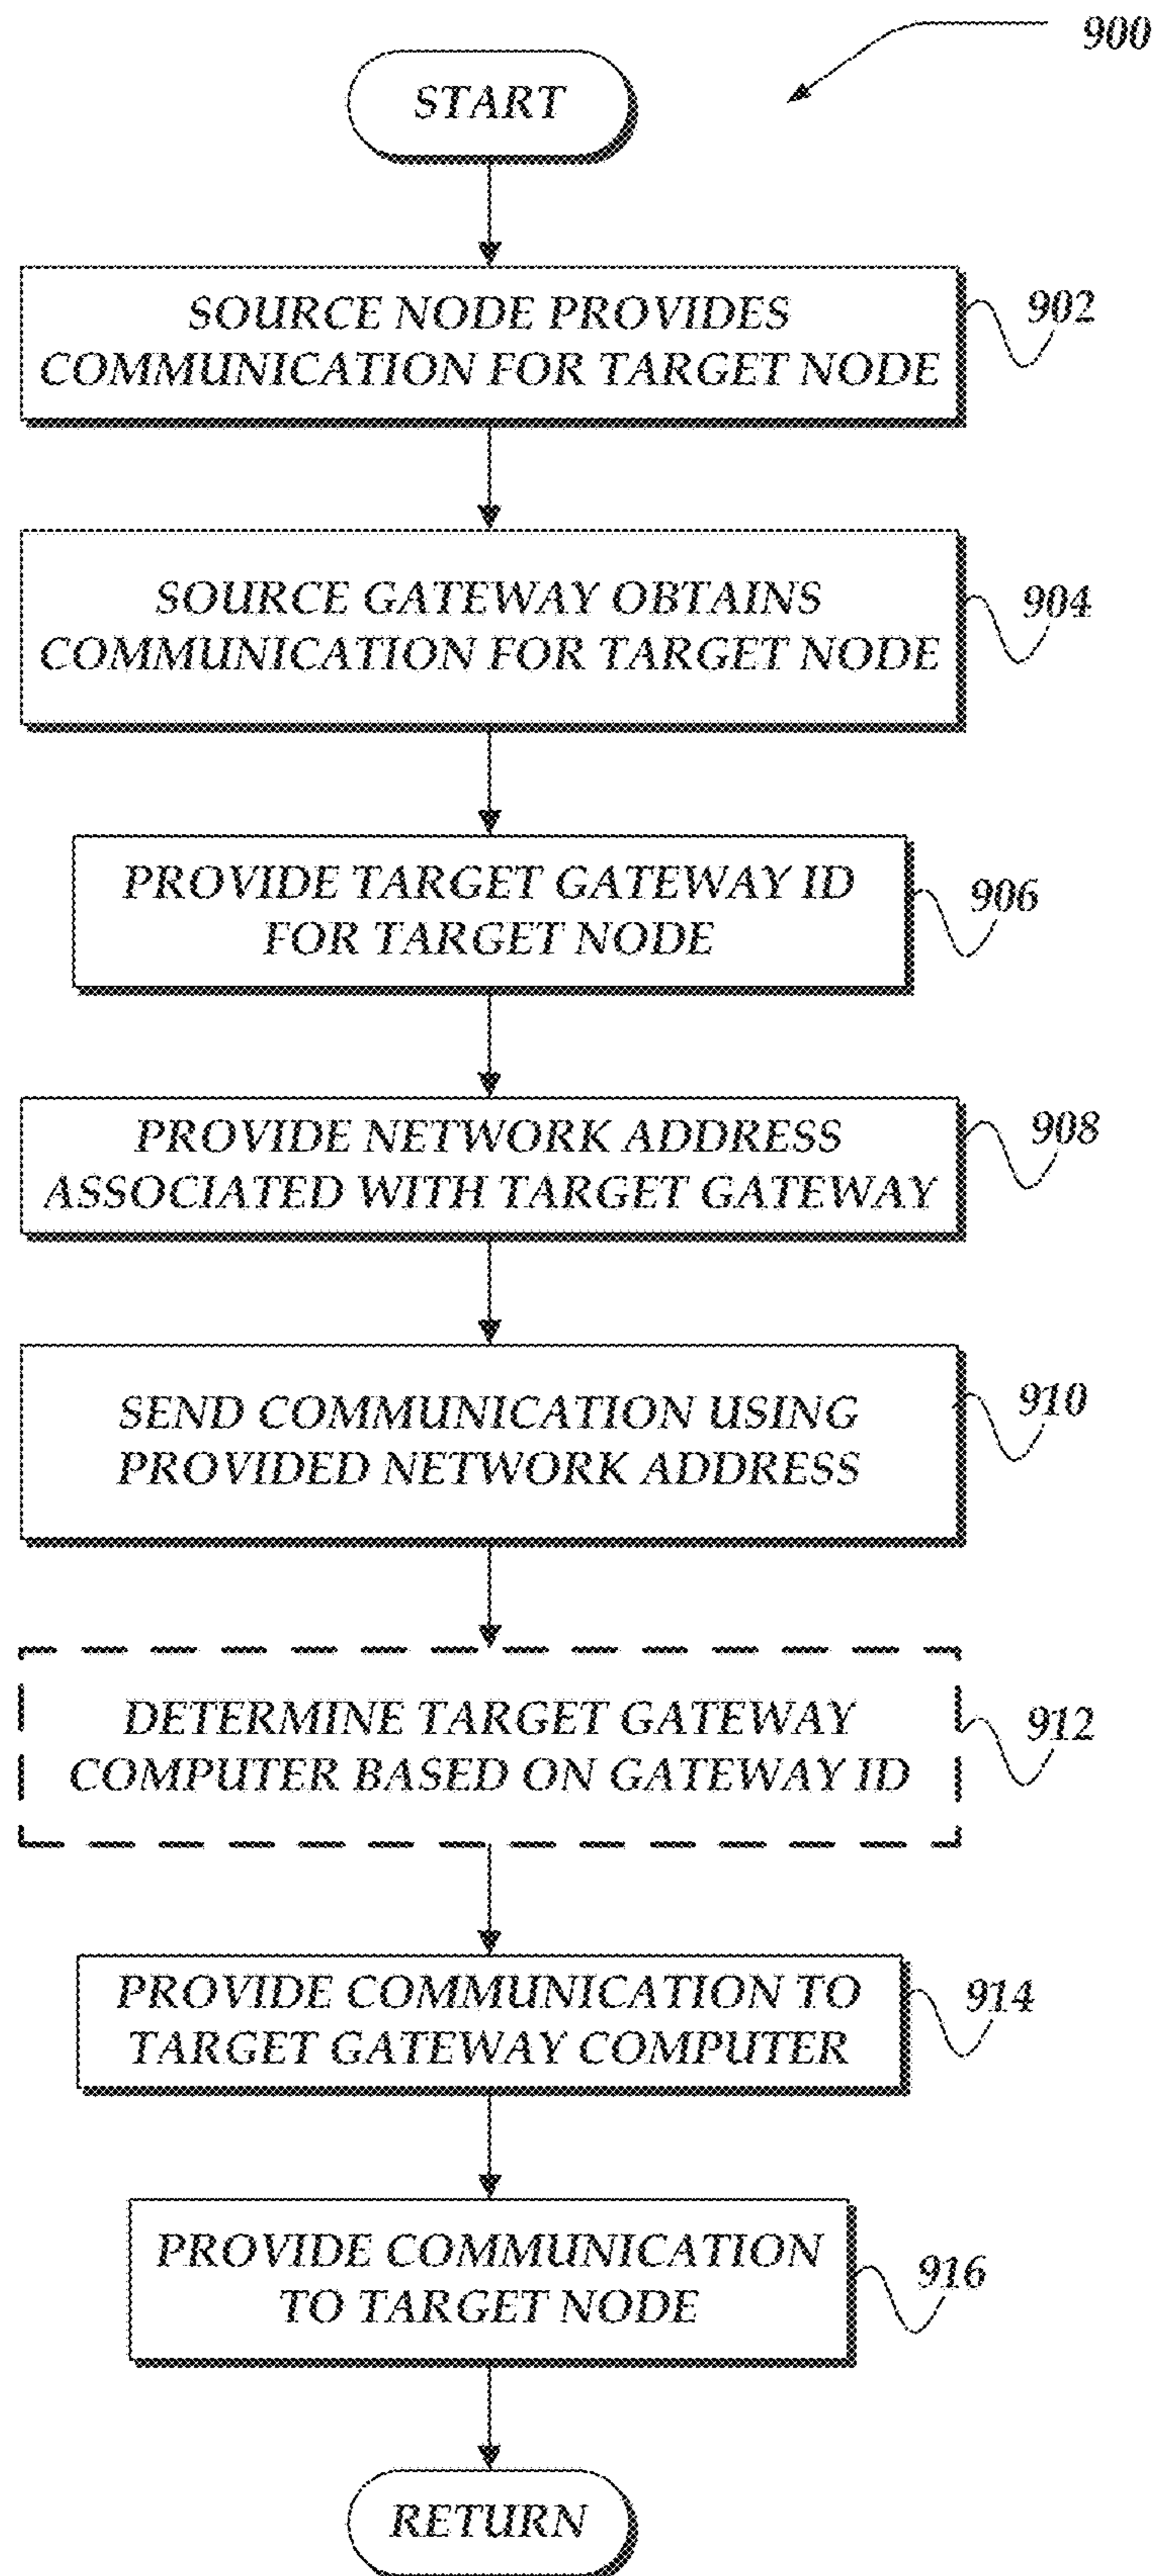 900
START
SOURCE NODE PROVIDES
COMMUNICATION FOR TARGET NODE
902
SOURCE GATEWAY OBTAINS
COMMUNICATION FOR TARGET NODE
904
PROVIDE TARGET GATEWAY ID
FOR TARGET NODE
906
PROVIDE NETWORK ADDRESS
ASSOCIATED WITH TARGET GATEWAY
908
SEND COMMUNICATION USING
PROVIDED NETWORK ADDRESS
910
DETERMINE TARGET GATEWAY
COMPUTER BASED ON GATEWAY ID
912
PROVIDE COMMUNICATION TO
TARGET GATEWAY COMPUTER
914
PROVIDE COMMUNICATION
TO TARGET NODE
916
RETURN